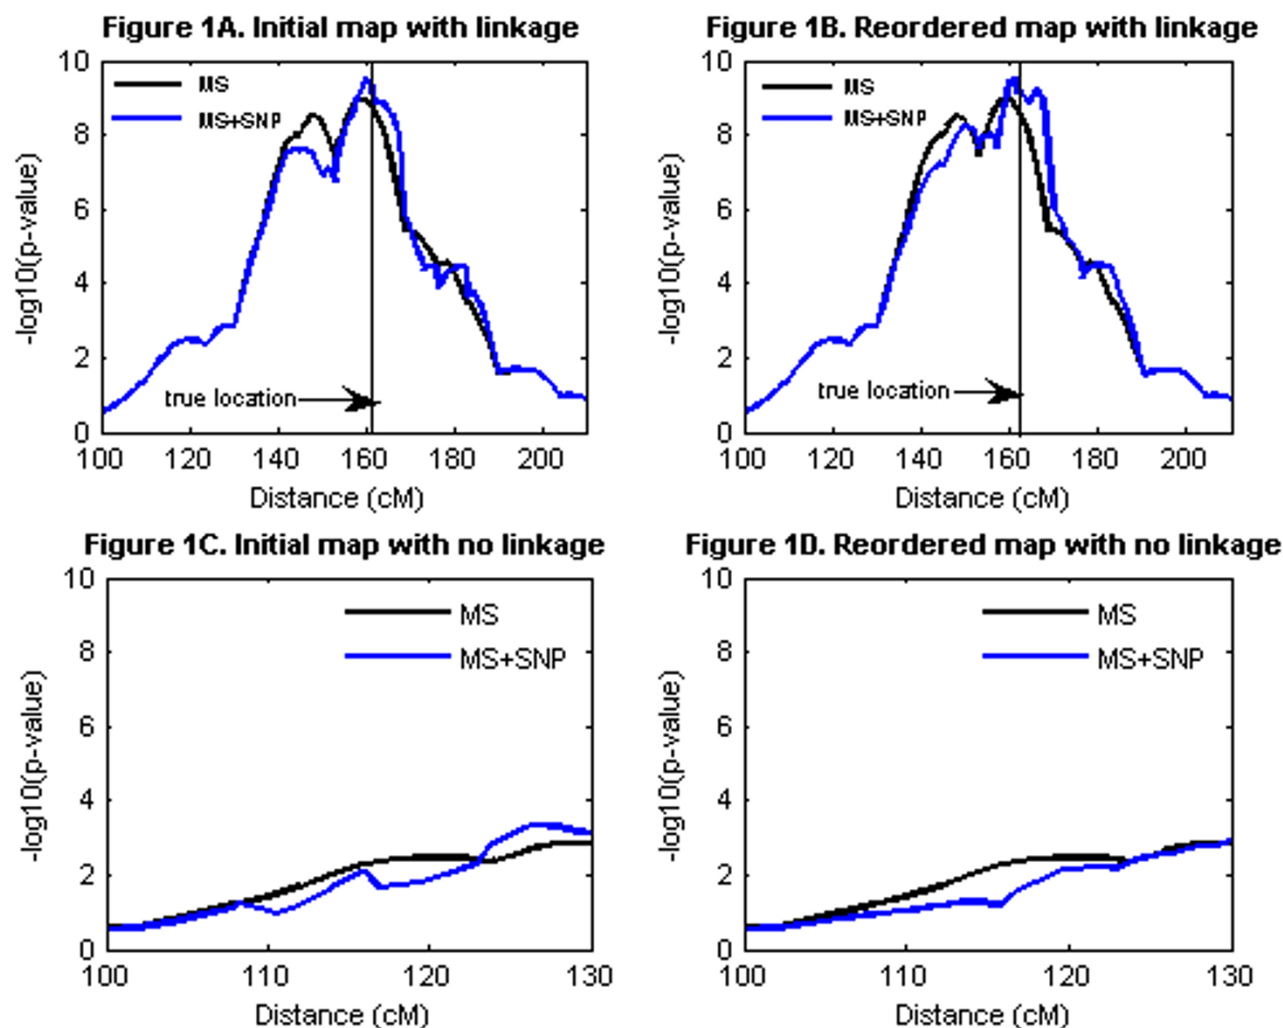 Figure 1A. Initial map with linkage
10
8
6
4
2
0
-log10(p-value)
MS
MS+SNP
true location
100 120 140 160 180 200
Distance (cM)
Figure 1B. Reordered map with linkage
10
8
6
4
2
0
-log10(p-value)
MS
MS+SNP
true location
100 120 140 160 180 200
Distance (cM)
Figure 1C. Initial map with no linkage
10
8
6
4
2
0
-log10(p-value)
MS
MS+SNP
100 110 120 130
Distance (cM)
Figure 1D. Reordered map with no linkage
10
8
6
4
2
0
-log10(p-value)
MS
MS+SNP
100 110 120 130
Distance (cM)